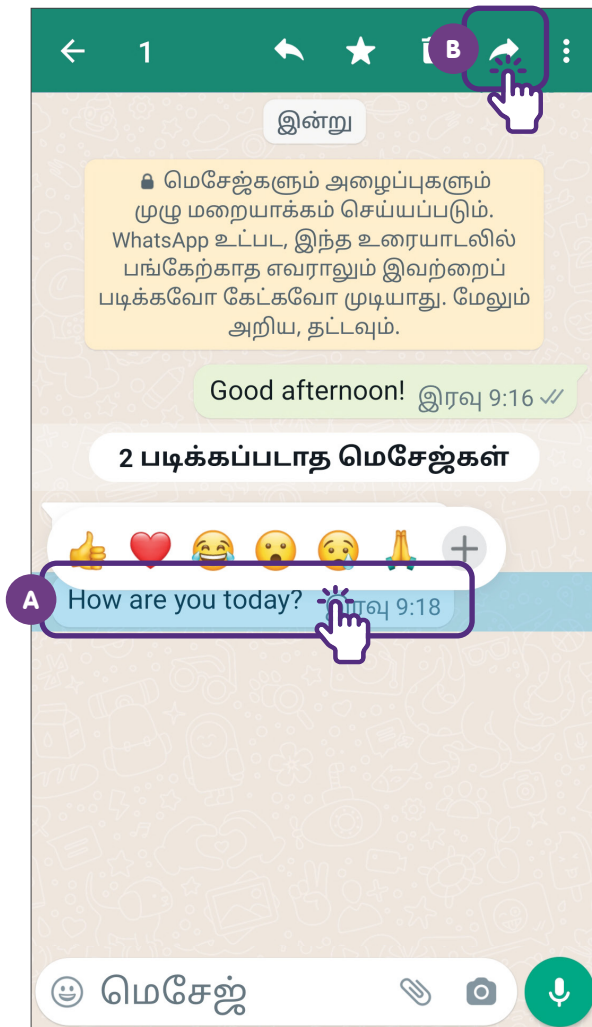 1
B
இன்று
மெசேஜ்களும் அழைப்புகளும்
முழு மறையாக்கம் செய்யப்படும்.
WhatsApp உட்பட, இந்த உரையாடலில்
பங்கேற்காத எவராலும் இவற்றைப்
படிக்கவோ கேட்கவோ முடியாது. மேலும்
அறிய, தட்டவும்.
Good afternoon! இரவு 9:16
2 படிக்கப்படாத மெசேஜ்கள்
A
How are you today? இரவு 9:18
மெசேஜ்